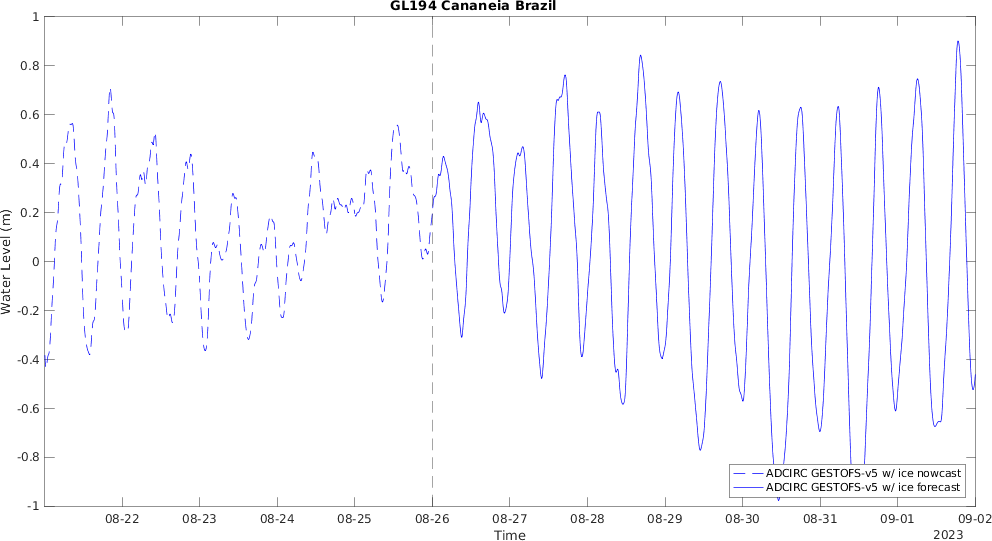 GL194 Cananeia Brazil
Water Level (m)
1
0.8
0.6
0.4
0.2
0
-0.2
-0.4
-0.6
-0.8
-1
ADCIRC GESTOFS-v5 w/ ice nowcast
ADCIRC GESTOFS-v5 w/ ice forecast
08-22 08-23 08-24 08-25 08-26 08-27 08-28 08-29 08-30 08-31 09-01 09-02
Time
2023